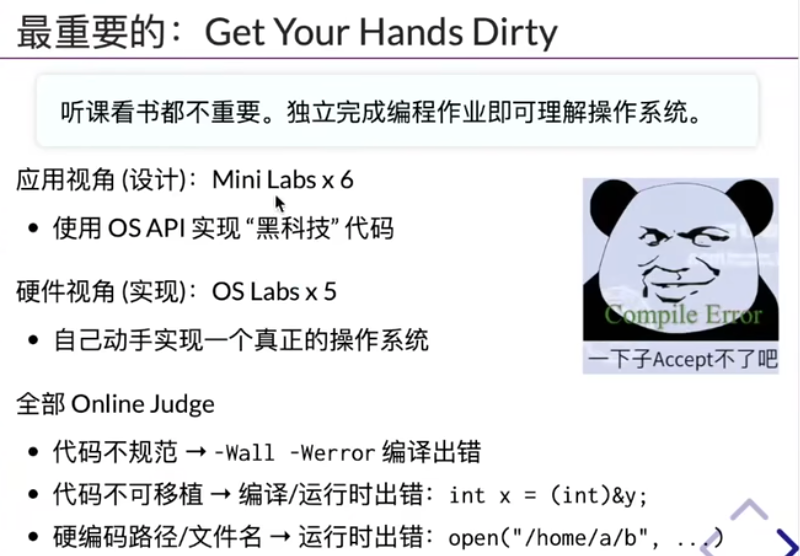 最重要的：Get Your Hands Dirty
听课看书都不重要。独立完成编程作业即可理解操作系统。
应用视角 (设计)：Mini Labs x 6
• 使用 OS API 实现 “黑科技” 代码
硬件视角 (实现)：OS Labs x 5
• 自己动手实现一个真正的操作系统
Compile Error
一下子Accept不了吧
全部 Online Judge
• 代码不规范 → -Wall -Werror 编译出错
• 代码不可移植 → 编译/运行时出错：int x = (int)&y;
• 硬编码路径/文件名 → 运行时出错：open("/home/a/b", ...)